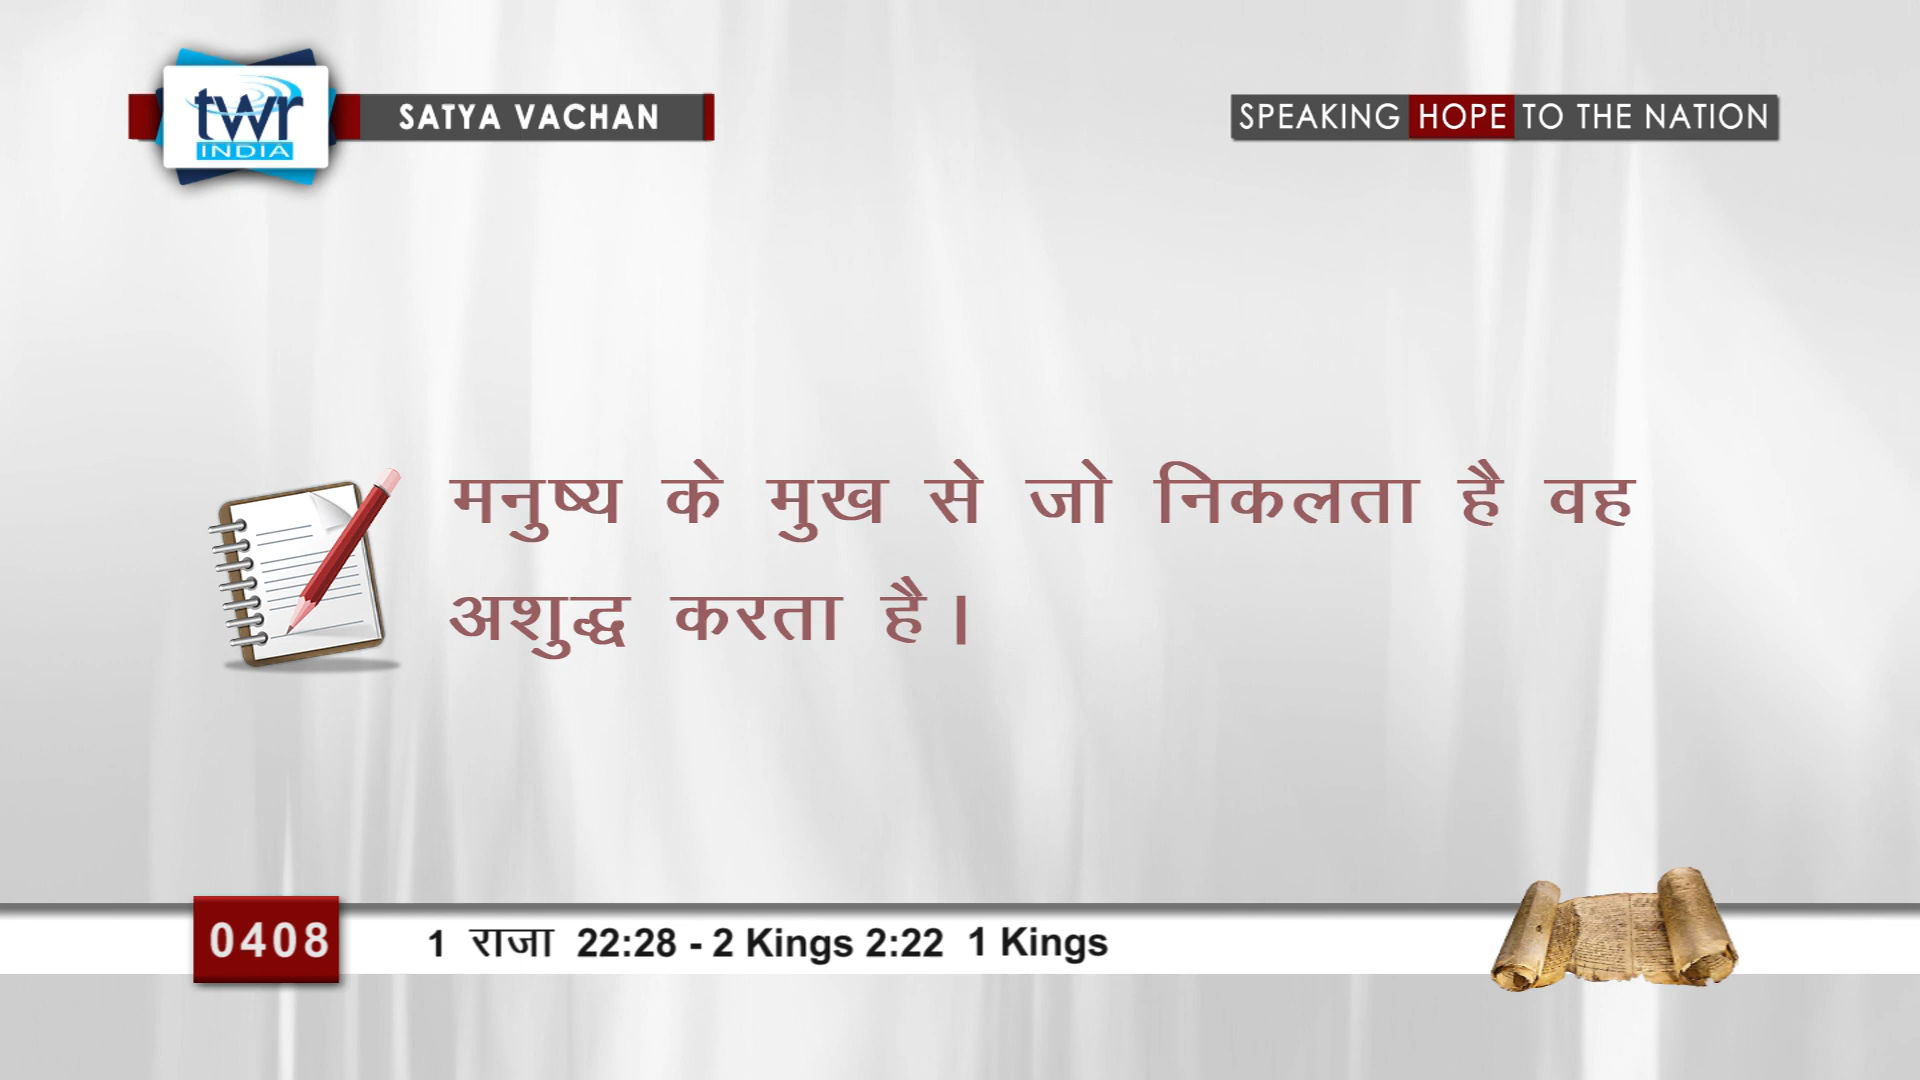 twr
INDIA
SATYA VACHAN
SPEAKING HOPE TO THE NATION
मनुष्य के मुख से जो निकलता है वह
अशुद्ध करता है।
0408
1 राजा 22:28 - 2 Kings 2:22 1 Kings